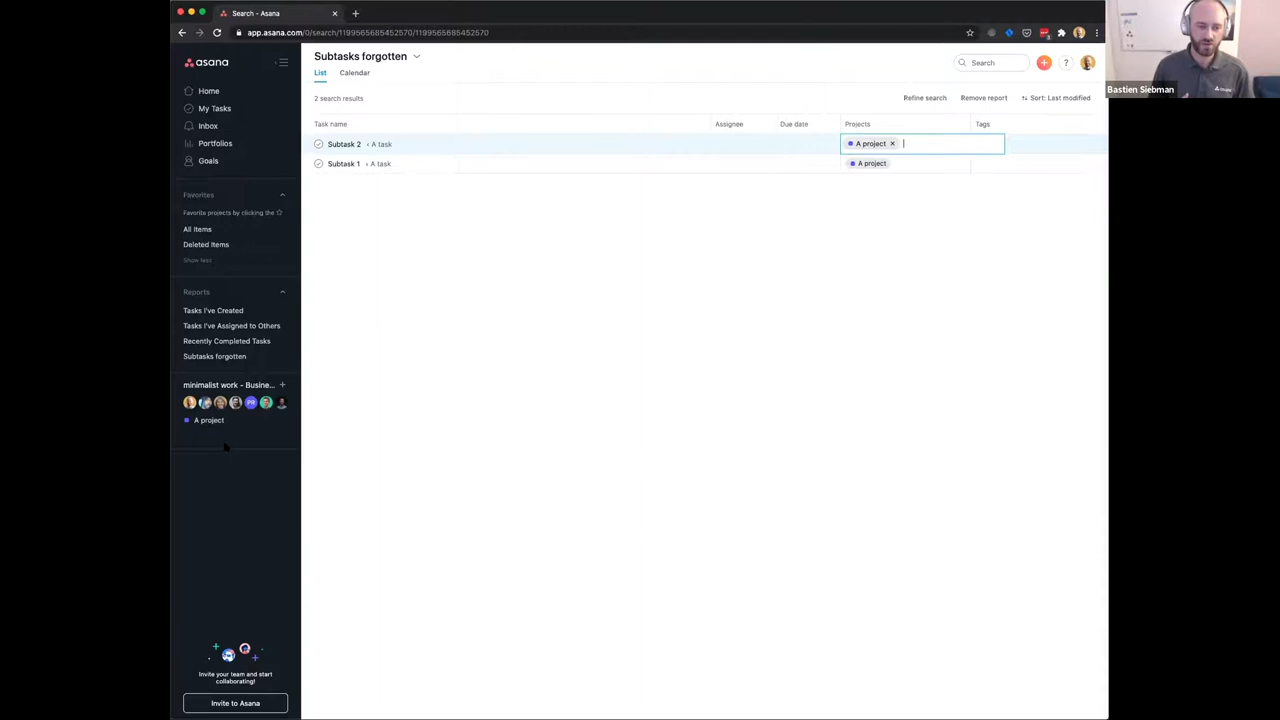 Search - Asana
app.asana.com/0/search/1199565685452570/1199565685452570
asana
Home
My Tasks
Inbox
Portfolios
Goals
Favorites
Favorite projects by clicking the
All Items
Deleted Items
Show less
Reports
Tasks I've Created
Tasks I've Assigned to Others
Recently Completed Tasks
Subtasks forgotten
minimalist work - Busine...
PR
A project
Invite your team and start
collaborating!
Invite to Asana
Subtasks forgotten
Search
?
List Calendar
2 search results
Refine search Remove report Sort: Last modified
Task name Assignee Due date Projects Tags
Subtask 2 ‹ A task A project ×
Subtask 1 ‹ A task A project
Bastien Siebman